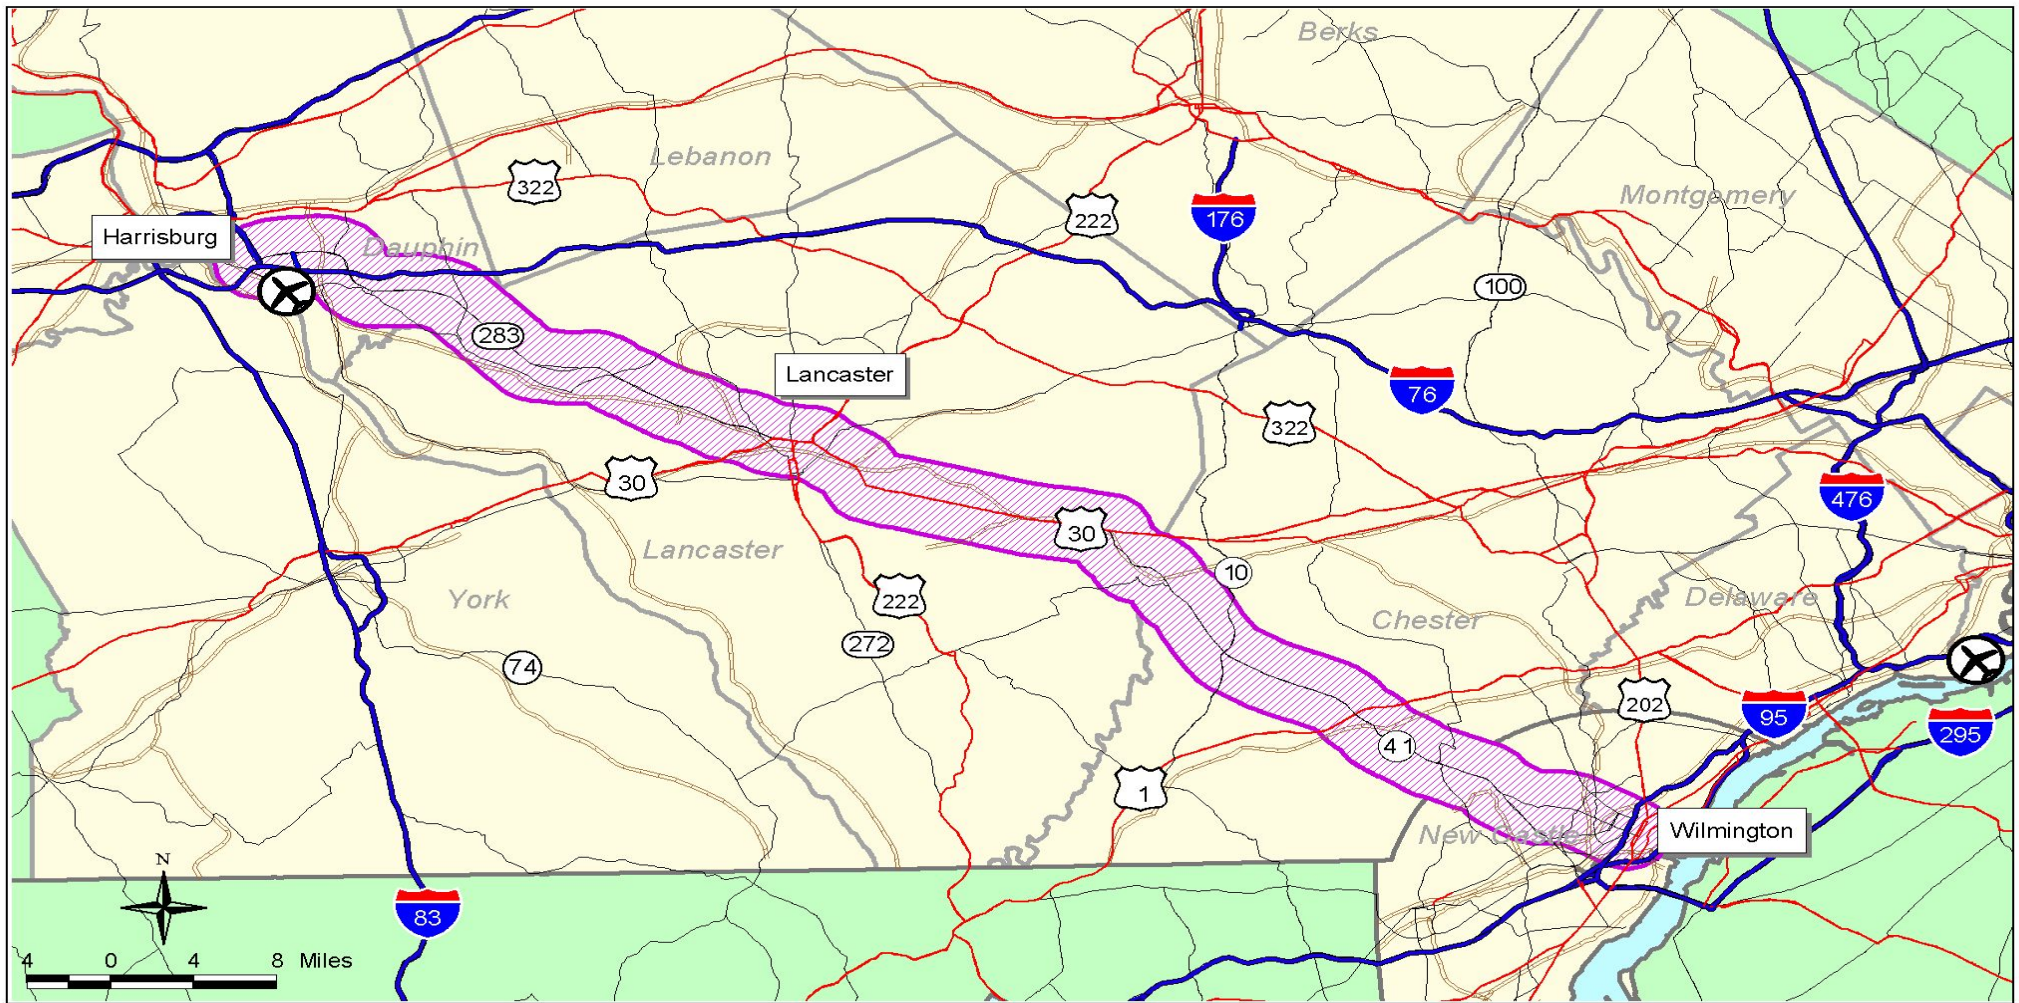 Berks
Lebanon
322
Montgomery
222
176
Harrisburg
Dauphin
100
283
Lancaster
76
322
30
476
30
Lancaster
10
York
222
Delaware
Chester
272
74
202
95
295
41
1
New Castle
Wilmington
N
83
4 0 4 8 Miles